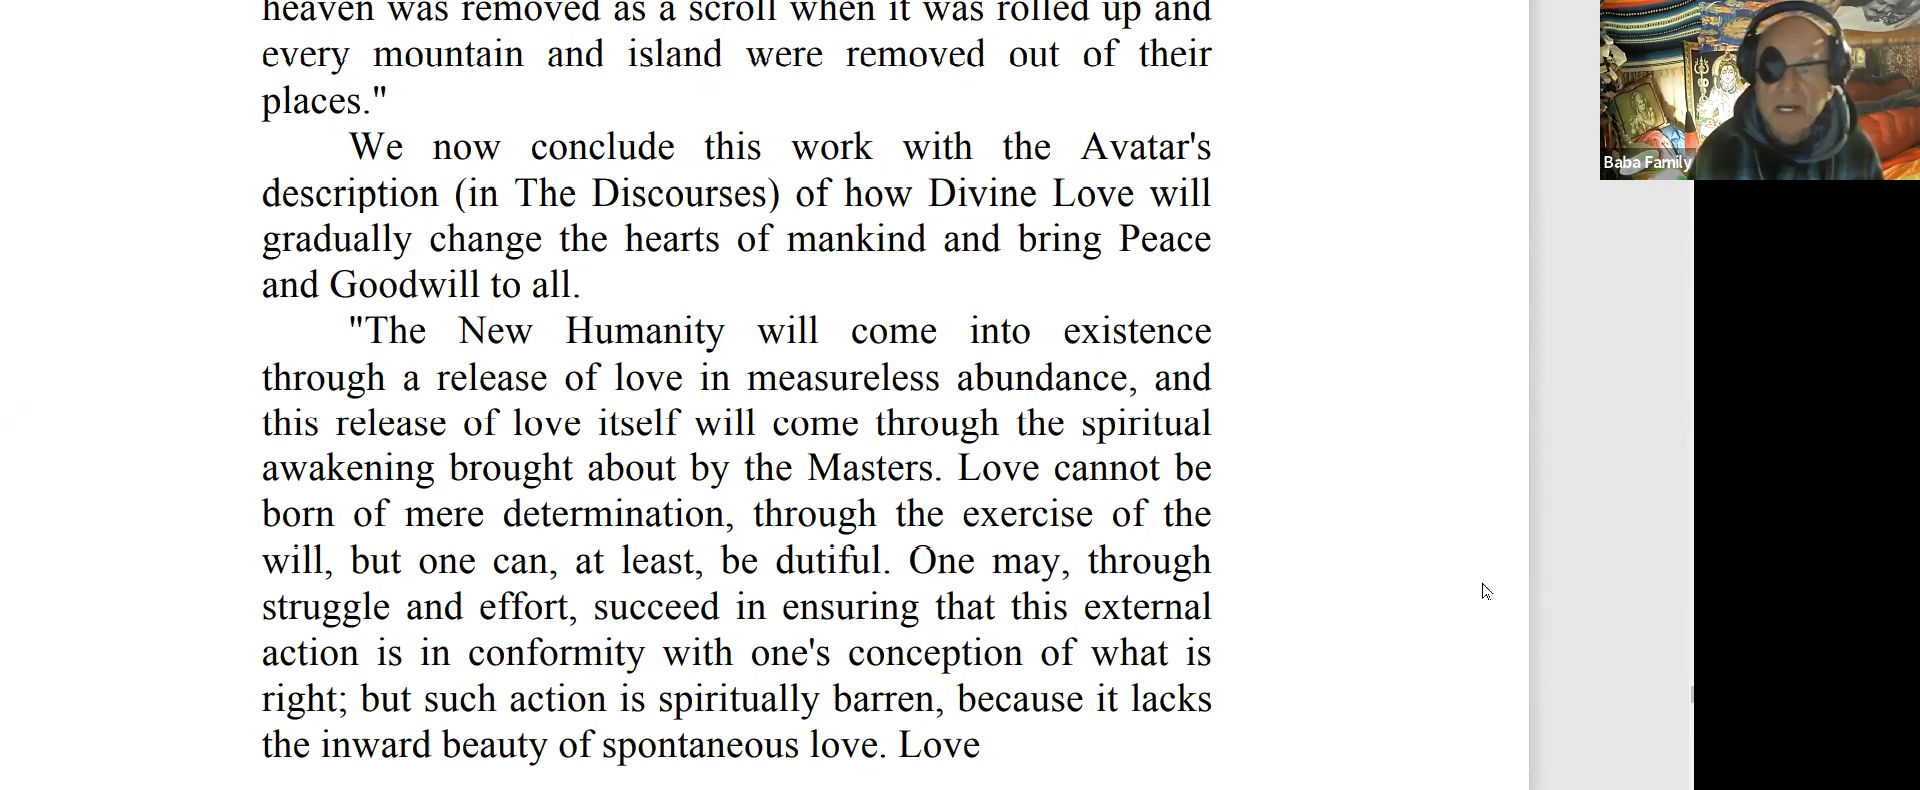 heaven was removed as a scroll when it was rolled up and
every mountain and island were removed out of their
places."
We now conclude this work with the Avatar's
description (in The Discourses) of how Divine Love will
gradually change the hearts of mankind and bring Peace
and Goodwill to all.
"The New Humanity will come into existence
through a release of love in measureless abundance, and
this release of love itself will come through the spiritual
awakening brought about by the Masters. Love cannot be
born of mere determination, through the exercise of the
will, but one can, at least, be dutiful. One may, through
struggle and effort, succeed in ensuring that this external
action is in conformity with one's conception of what is
right; but such action is spiritually barren, because it lacks
the inward beauty of spontaneous love. Love
Baba Family